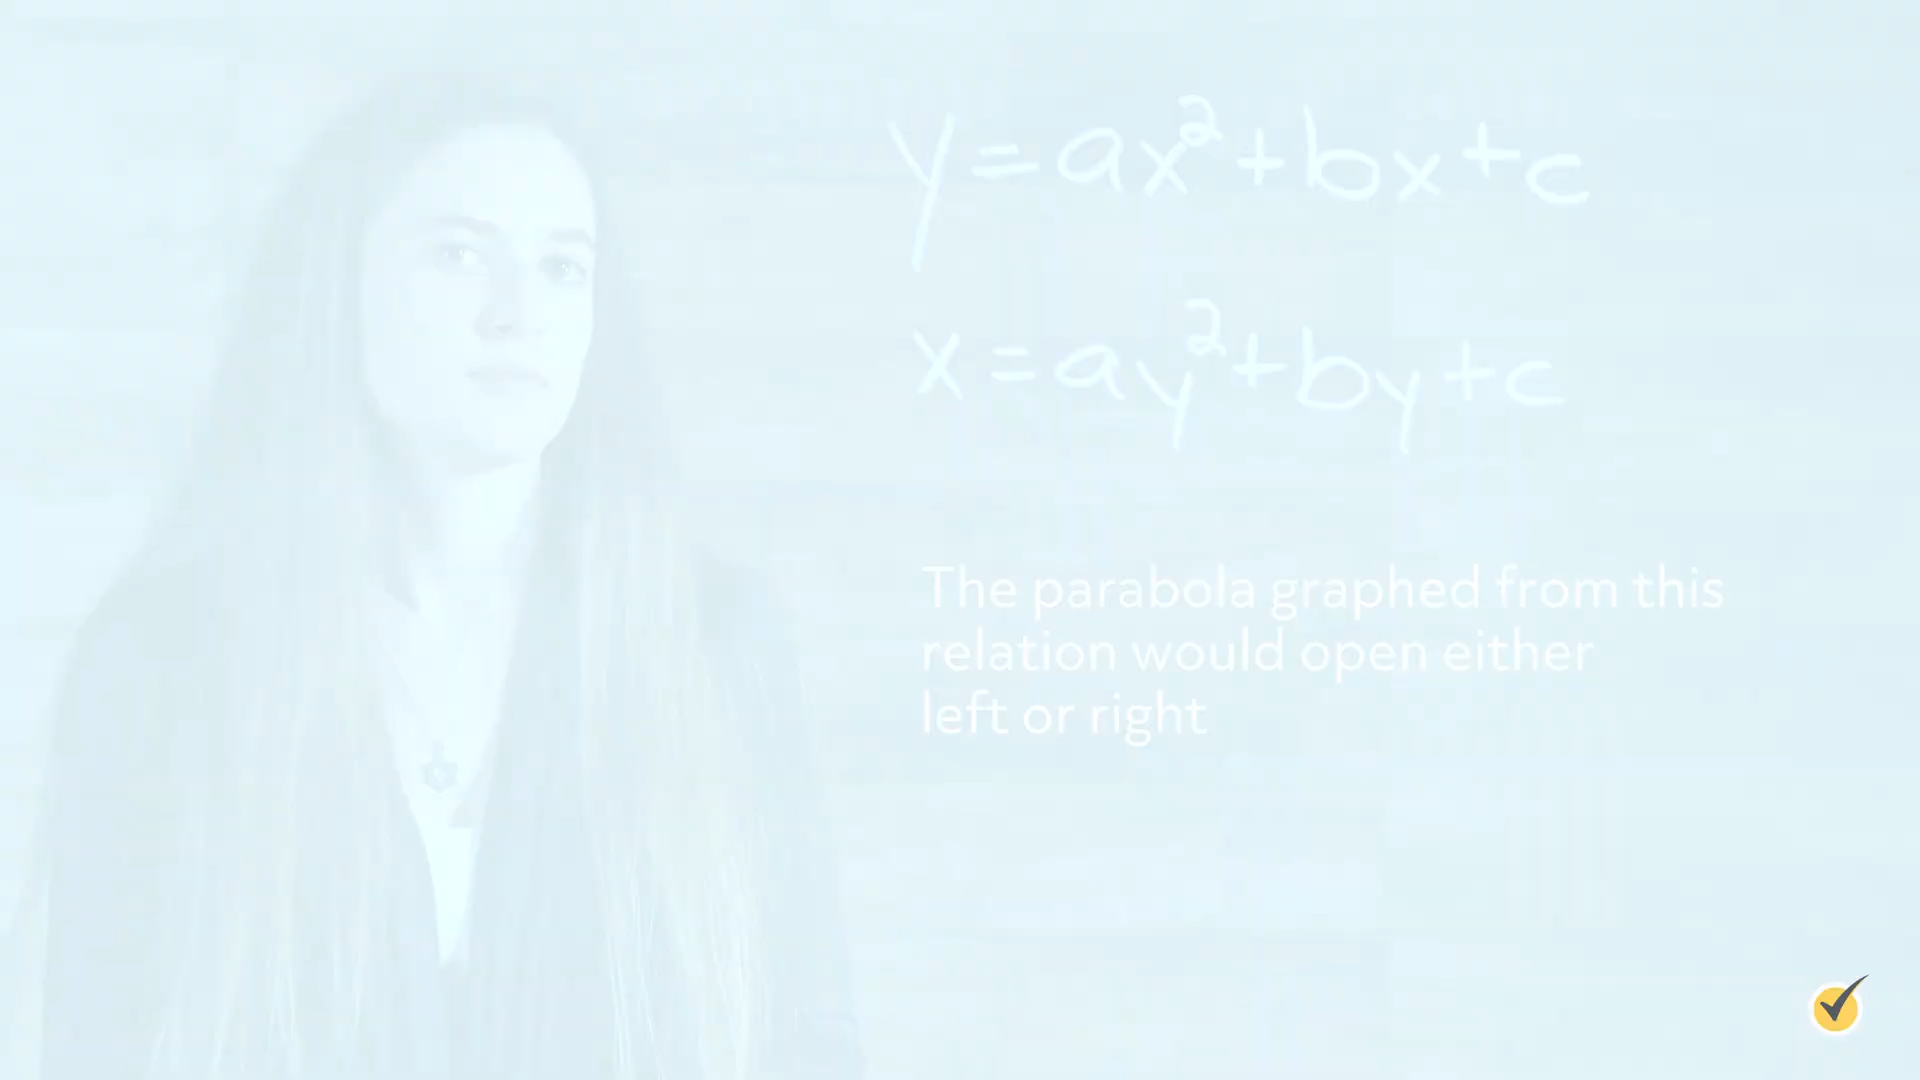 y=ax²+bx+c
x=ay²+by+c
The parabola graphed from this
relation would open either
left or right